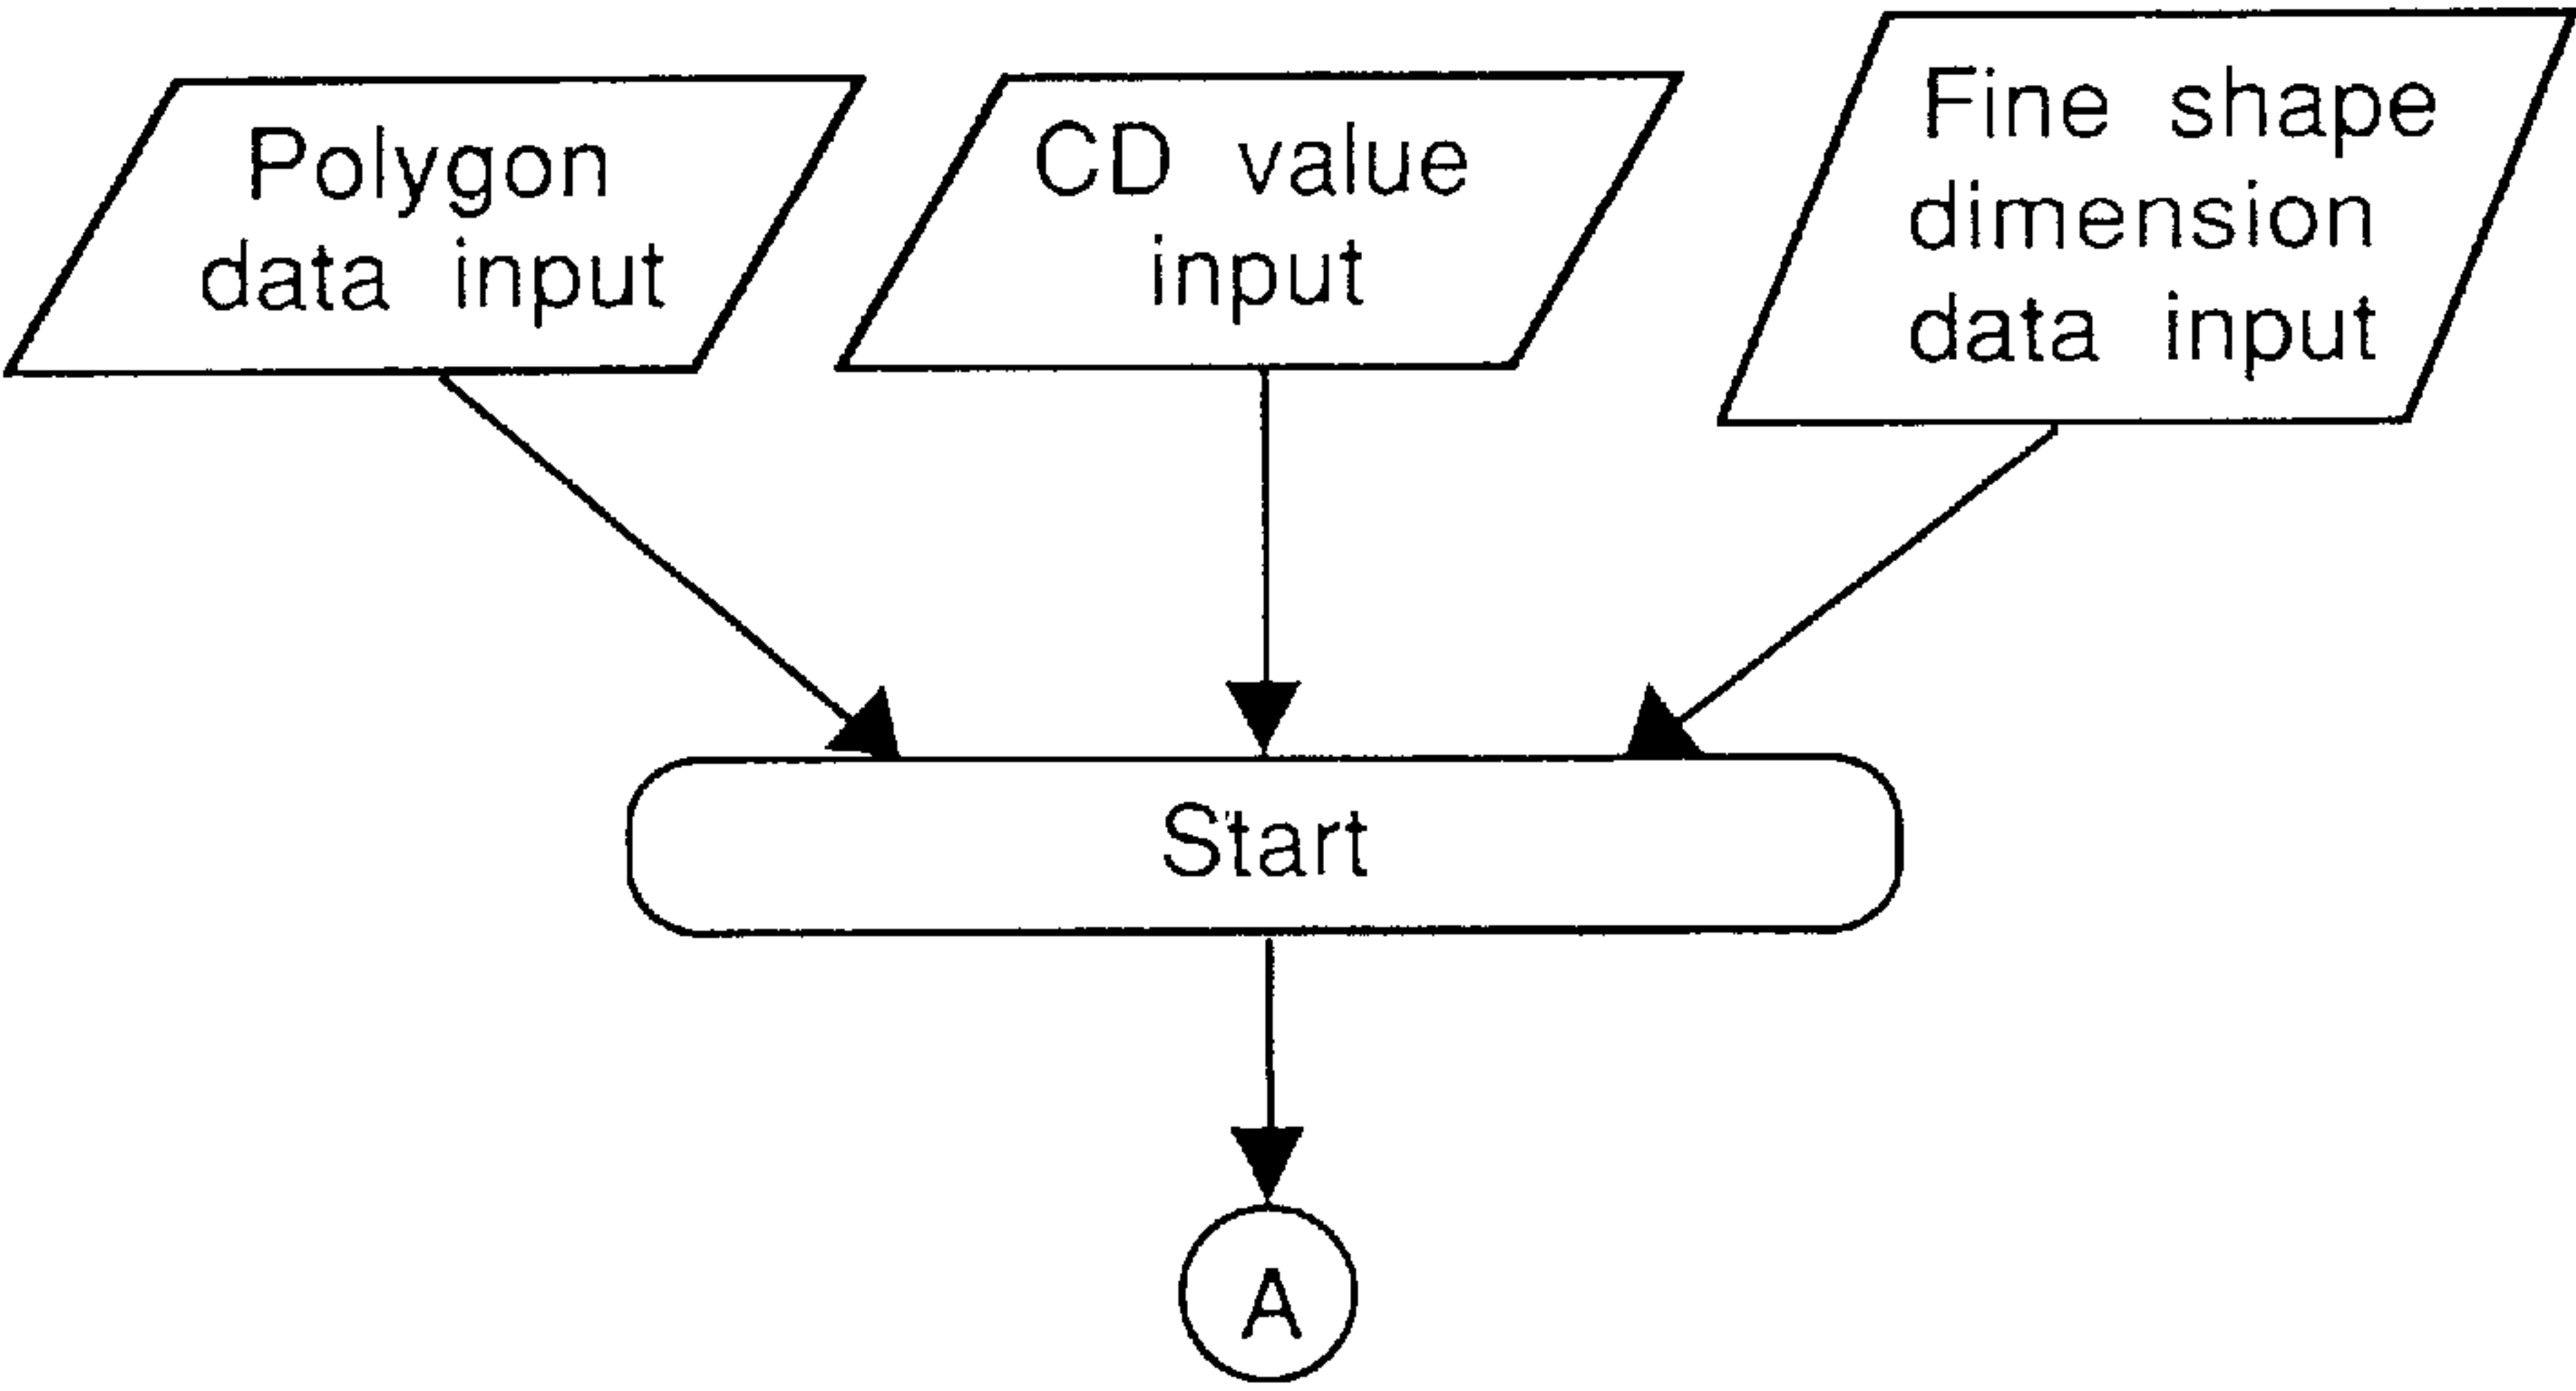 Polygon
data input
CD value
input
Fine shape
dimension
data input
Start
A